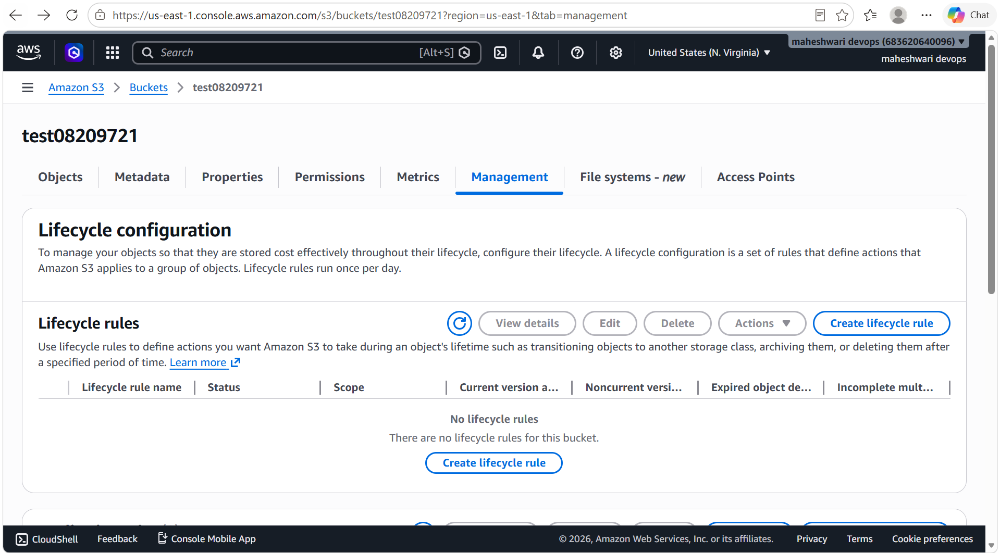 https://us-east-1.console.aws.amazon.com/s3/buckets/test08209721?region=us-east-1&tab=management
Chat
aws
Search
[Alt+S]
United States (N. Virginia)
maheshwari devops (683620640096)
maheshwari devops
Amazon S3 > Buckets > test08209721
test08209721
Objects
Metadata
Properties
Permissions
Metrics
Management
File systems - new
Access Points
Lifecycle configuration
To manage your objects so that they are stored cost effectively throughout their lifecycle, configure their lifecycle. A lifecycle configuration is a set of rules that define actions that
Amazon S3 applies to a group of objects. Lifecycle rules run once per day.
Lifecycle rules
View details
Edit
Delete
Actions
Create lifecycle rule
Use lifecycle rules to define actions you want Amazon S3 to take during an object's lifetime such as transitioning objects to another storage class, archiving them, or deleting them after
a specified period of time. Learn more
Lifecycle rule name
Status
Scope
Current version a...
Noncurrent versi...
Expired object de...
Incomplete mult...
No lifecycle rules
There are no lifecycle rules for this bucket.
Create lifecycle rule
CloudShell
Feedback
Console Mobile App
© 2026, Amazon Web Services, Inc. or its affiliates.
Privacy
Terms
Cookie preferences